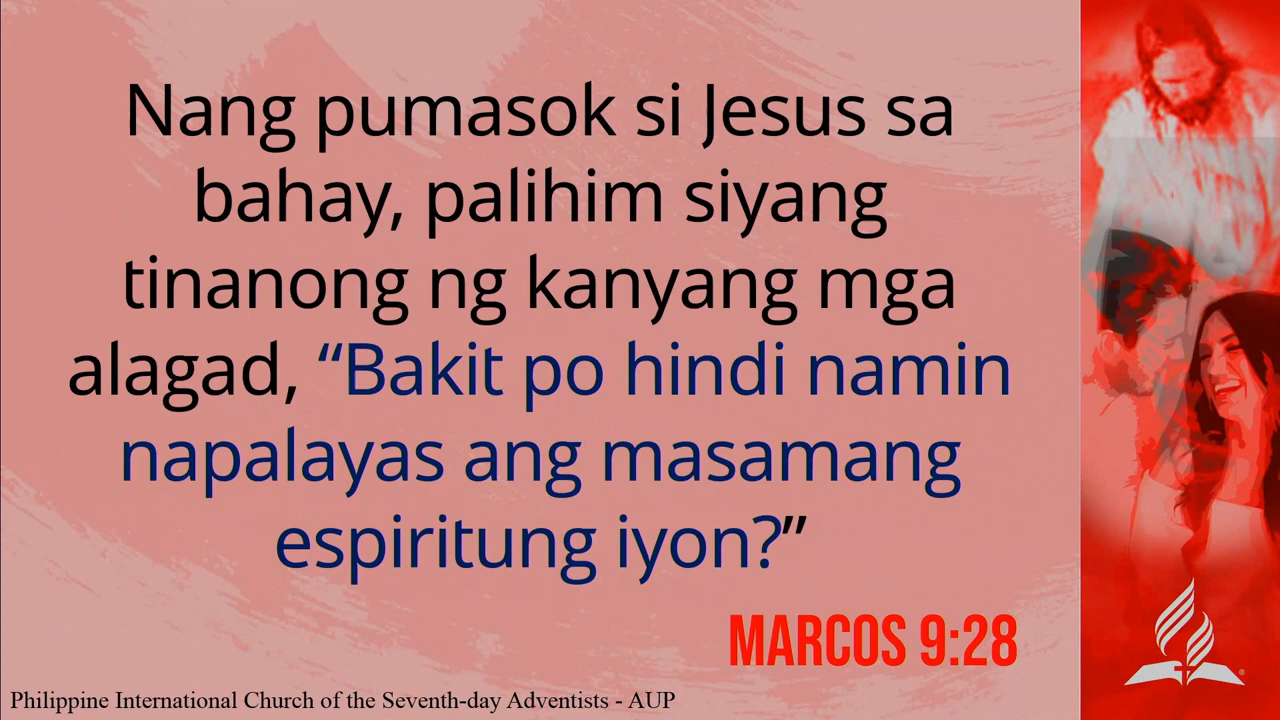 Nang pumasok si Jesus sa
bahay, palihim siyang
tinanong ng kanyang mga
alagad, “Bakit po hindi namin
napalayas ang masamang
espiritung iyon?”
MARCOS 9:28
Philippine International Church of the Seventh-day Adventists - AUP
®